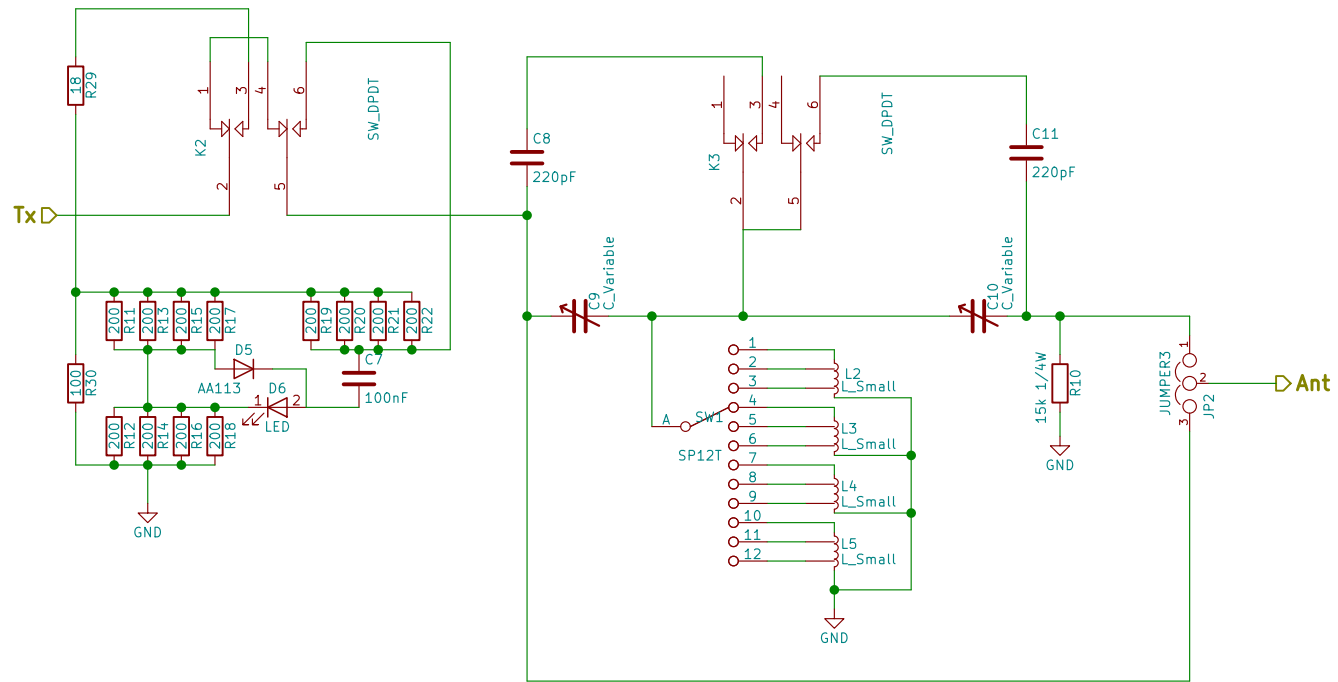 18
R29
K2
1
3
4
6
2
5
SW_DPDT
Tx
C8
220pF
K3
1
3
4
6
2
5
SW_DPDT
C11
220pF
200
R11
200
R13
200
R15
200
R17
200
R19
200
R20
200
R21
200
R22
C9
C_Variable
C10
C_Variable
D5
AA113
C7
100nF
100
R30
D6
1
2
LED
200
R12
200
R14
200
R16
200
R18
GND
1
2
3
4
5
6
7
8
9
10
11
12
A
SW1
SP12T
L2
L_Small
L3
L_Small
L4
L_Small
L5
L_Small
GND
15k 1/4W
R10
GND
JUMPER3
1
2
3
JP2
Ant